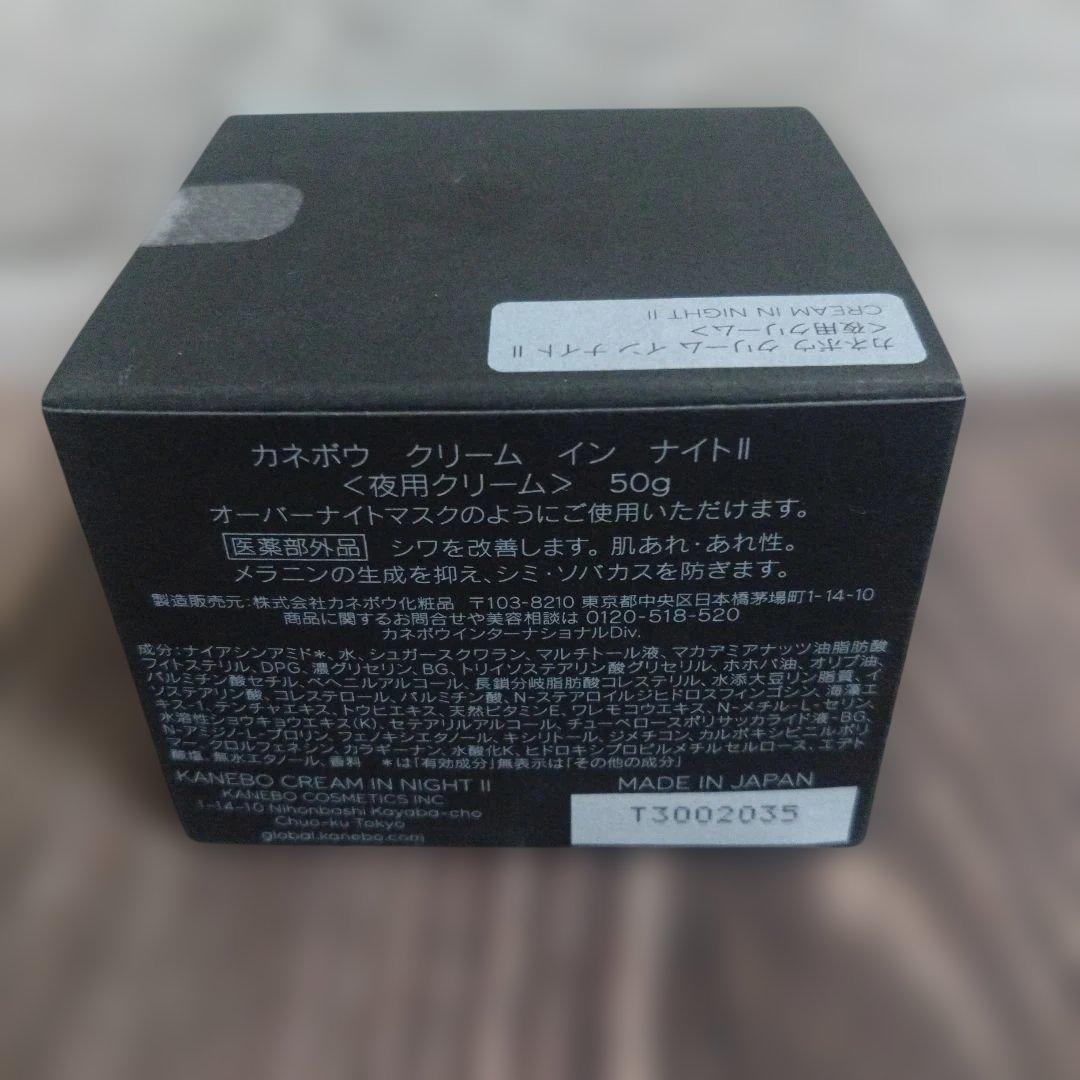 カネボウ クリーム イン ナイト II
<夜用クリーム>
CREAM IN NIGHT II
カネボウ クリーム イン ナイトII
<夜用クリーム> 50g
オーバーナイトマスクのようにご使用いただけます。
医薬部外品 シワを改善します。肌あれ・あれ性。
メラニンの生成を抑え、シミ・ソバカスを防ぎます。
製造販売元:株式会社カネボウ化粧品 〒103-8210 東京都中央区日本橋茅場町1-14-10
商品に関するお問合せや美容相談は 0120-518-520
カネボウインターナショナルDiv.
成分:ナイアシンアミド*、水、シュガースクワラン、マルチトール液、マカデミアナッツ油脂肪酸
フイトステリル、DPG、濃グリセリン、BG、トリイソステアリン酸グリセリル、ホホバ油、オリブ油、
パルミチン酸セチル、ベヘニルアルコール、長鎖分岐脂肪酸コレステリル、水添大豆リン脂質、イ
ソステアリン酸、コレステロール、パルミチン酸、N-ステアロイルジヒドロスフィンゴシン、海藻エ
キス-1、テンチャエキス、トウヒエキス、天然ビタミンE、ワレモコウエキス、N-メチル-L-セリン、
水溶性ショウキョウエキス(K)、セテアリルアルコール、チューベロースポリサッカライド液-BG、
N-アシノ-L-プロリン、フェノキシエタノール、キシリトール、ジメチコン、カルボキシビニルポリ
マー、クロルフェネシン、カラギーナン、水酸化K、ヒドロキシプロピルメチルセルロース、エデト
酸塩、無水エタノール、香料 *は「有効成分」無表示は「その他の成分」
KANEBO CREAM IN NIGHT II
KANEBO COSMETICS INC.
1-14-10 Nihonbashi Kayaba-cho
Chuo-ku Tokyo
global.kanebo.com
MADE IN JAPAN
T3002035